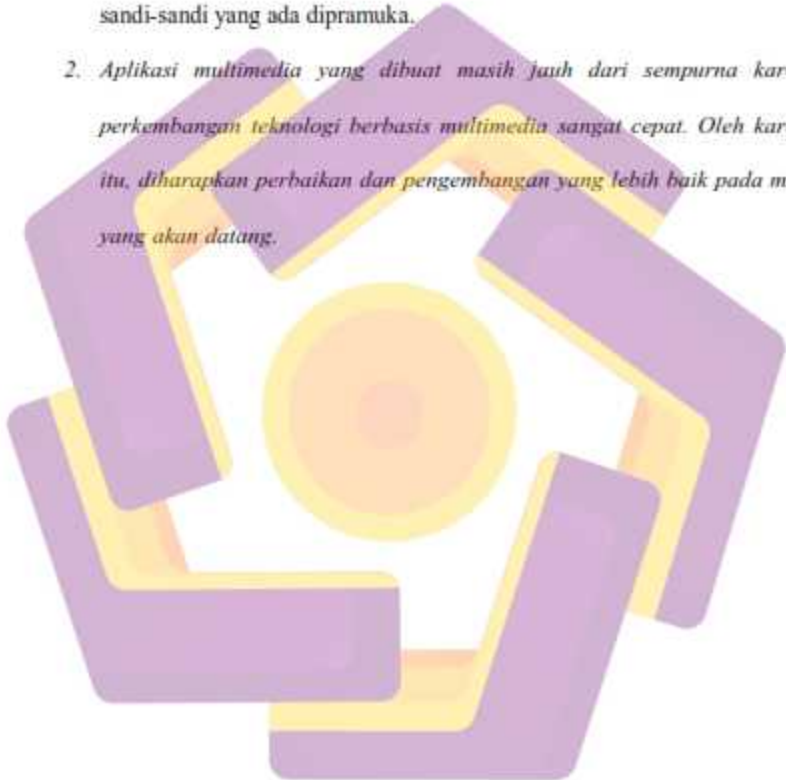 sandi-sandi yang ada dipramuka.
2. Aplikasi multimedia yang dibuat masih jauh dari sempurna kar
perkembangan teknologi berbasis multimedia sangat cepat. Oleh kar
itu, diharapkan perbaikan dan pengembangan yang lebih baik pada m
yang akan datang.